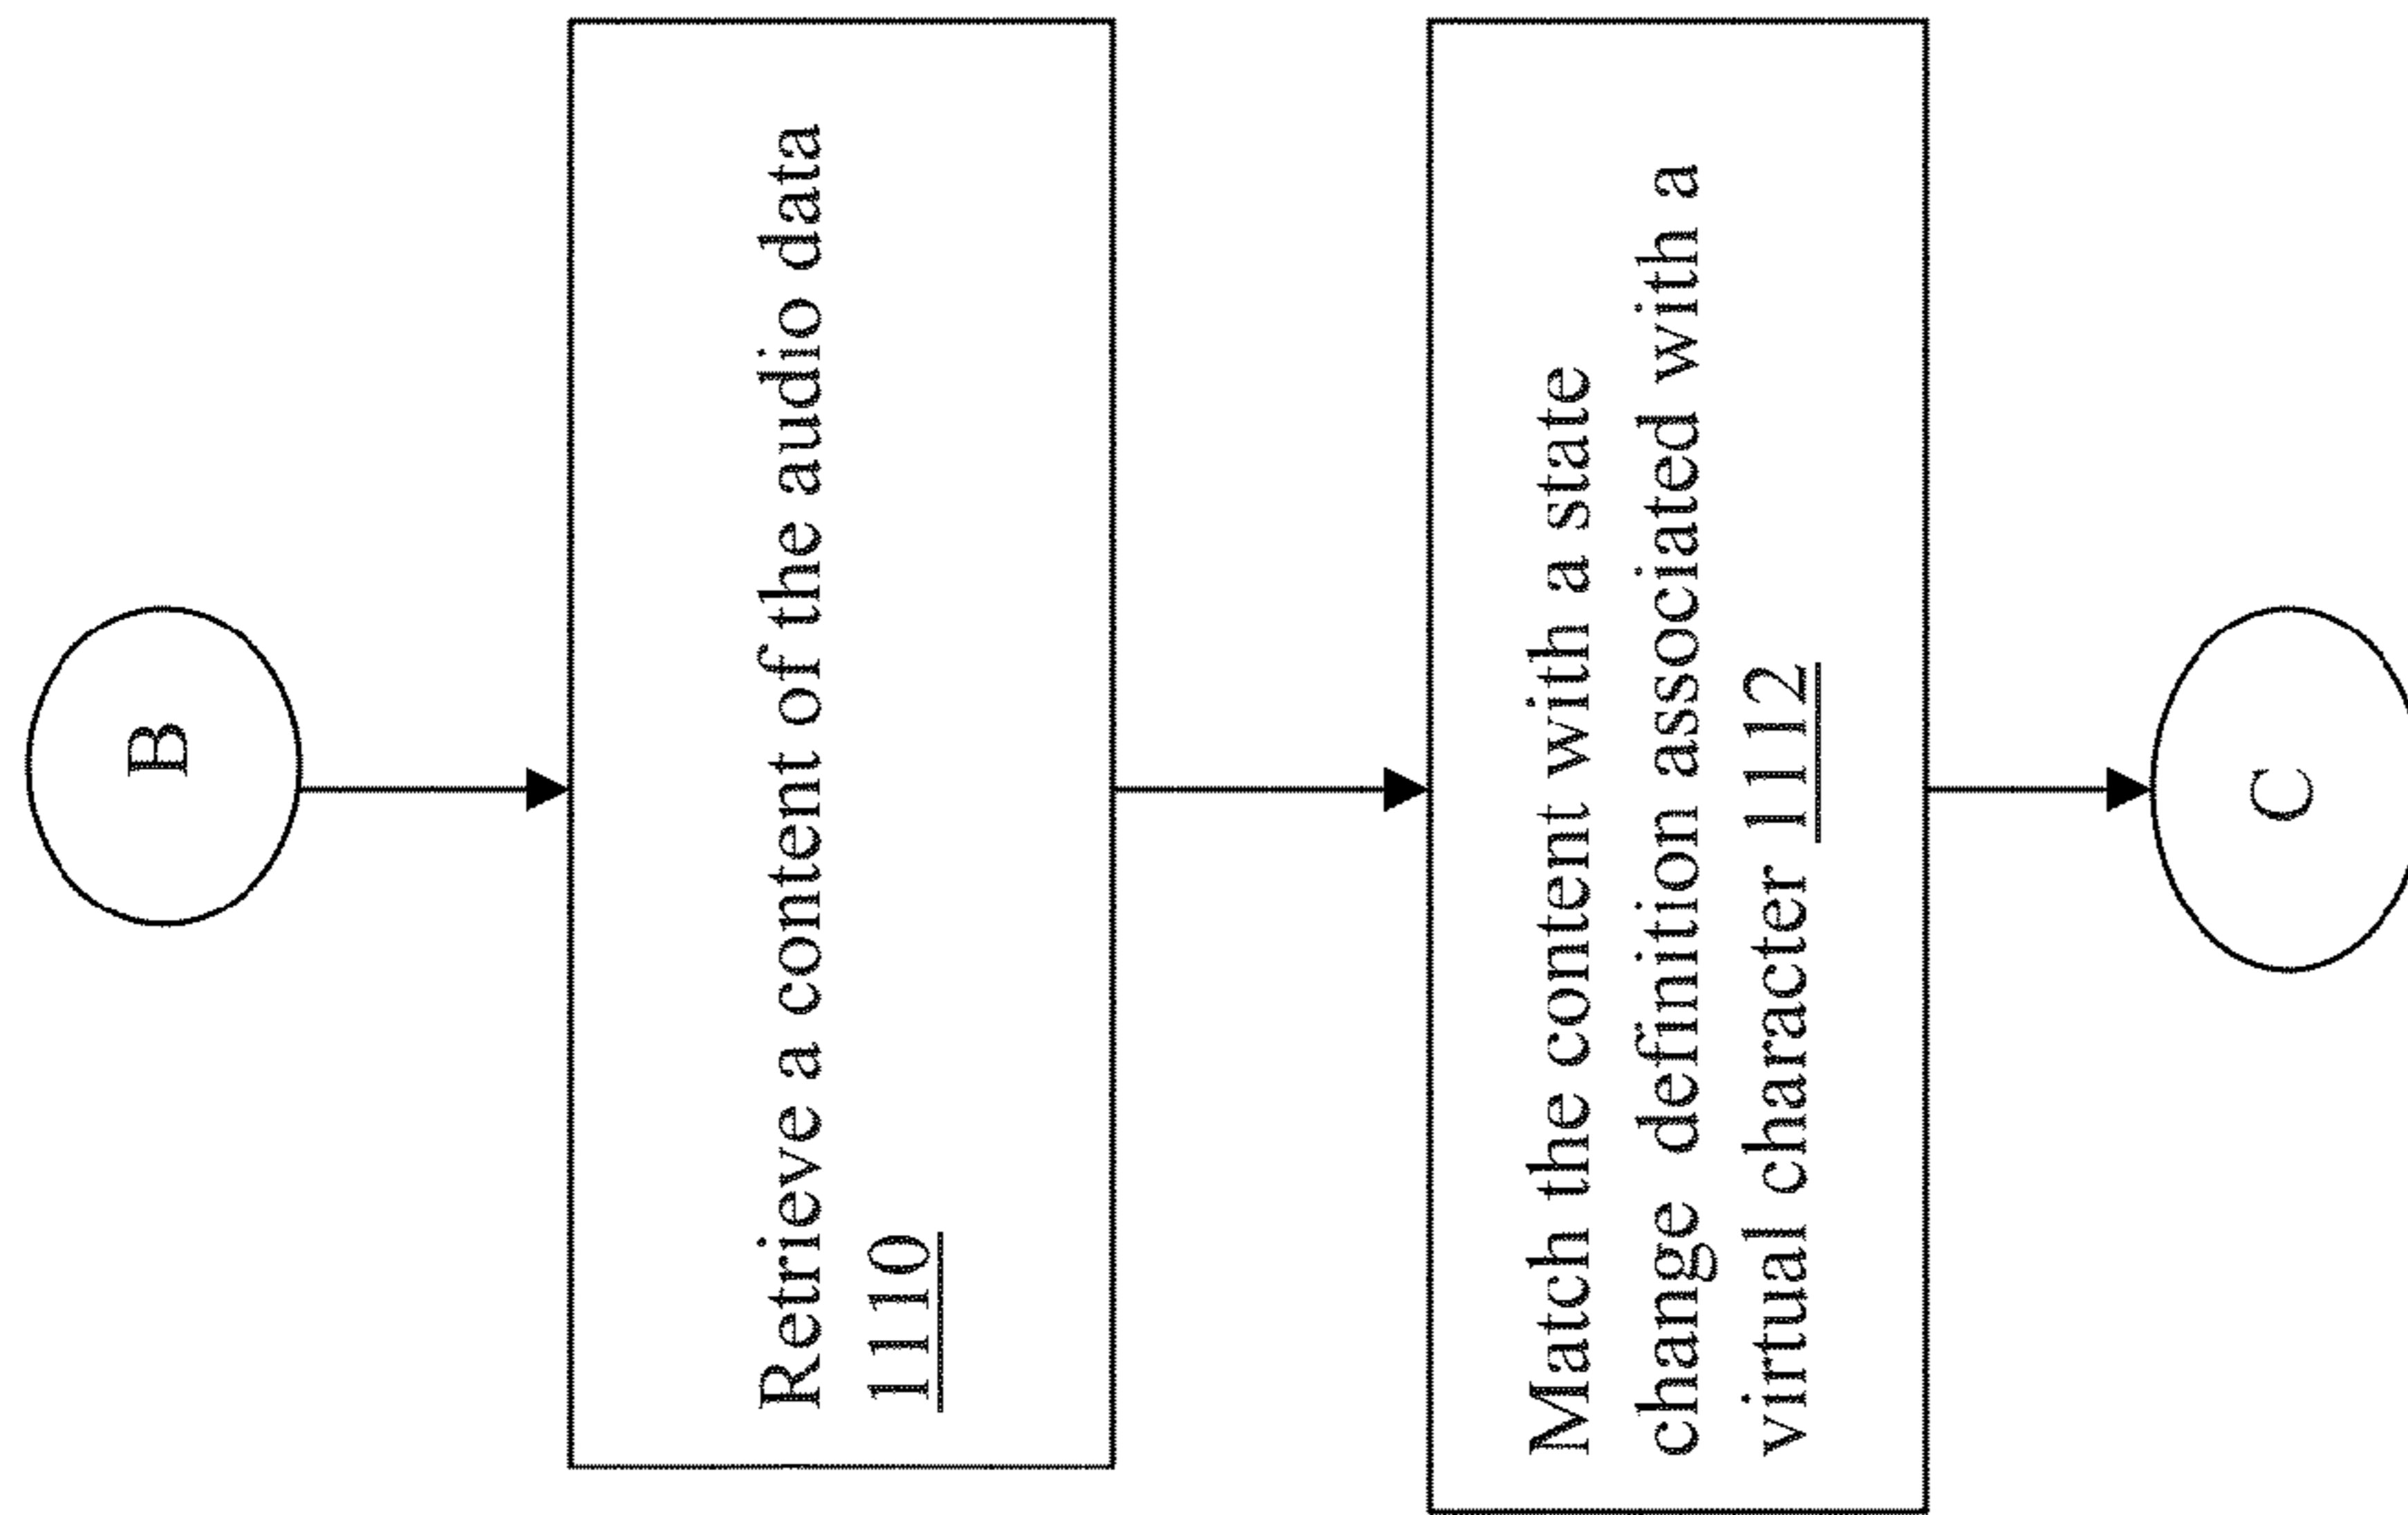 B
Retrieve a content of the audio data
1110
Match the content with a state
change definition associated with a
virtual character 1112
C